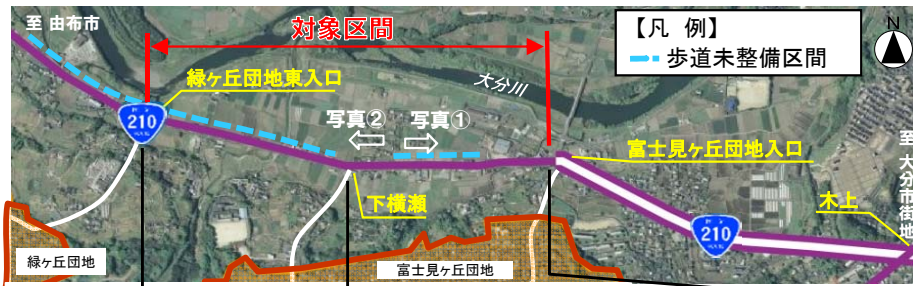 至 由布市
対象区間
【凡 例】
歩道未整備区間
N
緑ヶ丘団地東入口
大分川
210
写真②
写真①
富士見ヶ丘団地入口
至 大分市街地
下横瀬
木上
210
緑ヶ丘団地
富士見ヶ丘団地